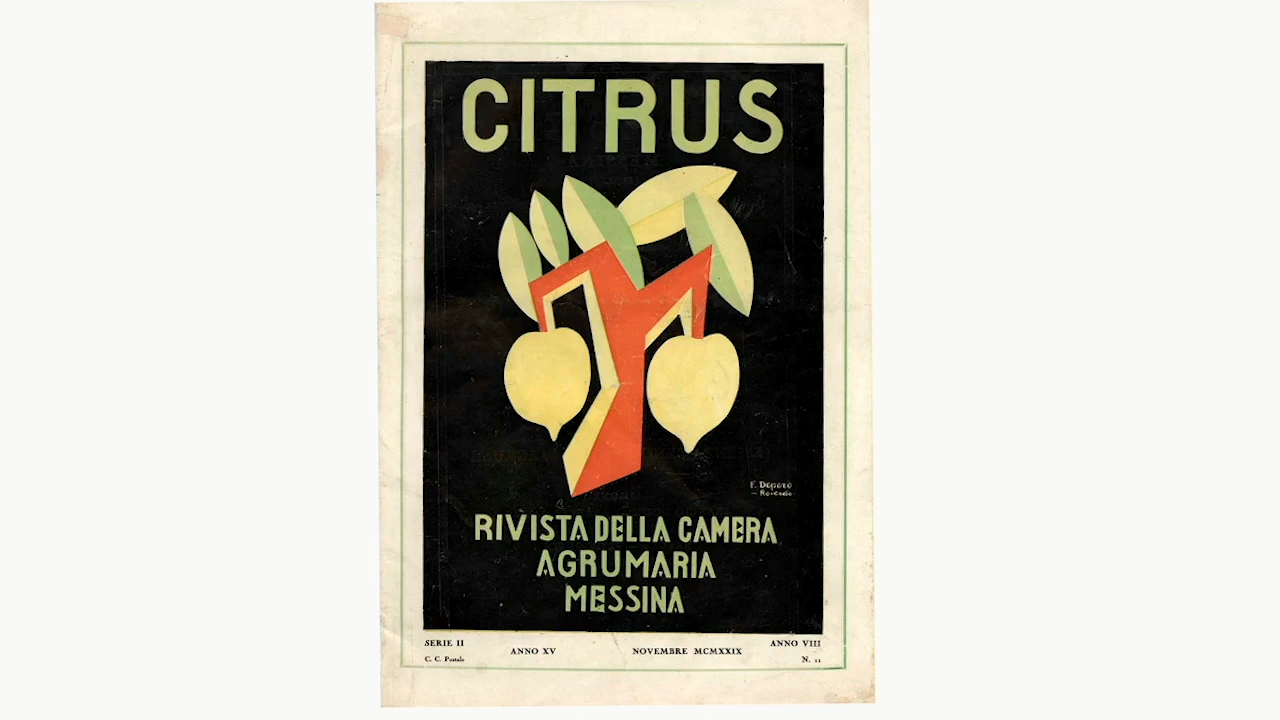 CITRUS
F. Depero
– Rovereto –
RIVISTA DELLA CAMERA
AGRUMARIA
MESSINA
SERIE II
ANNO XV
NOVEMBRE MCMXXIX
ANNO VIII
C. C. Postale
N. 11